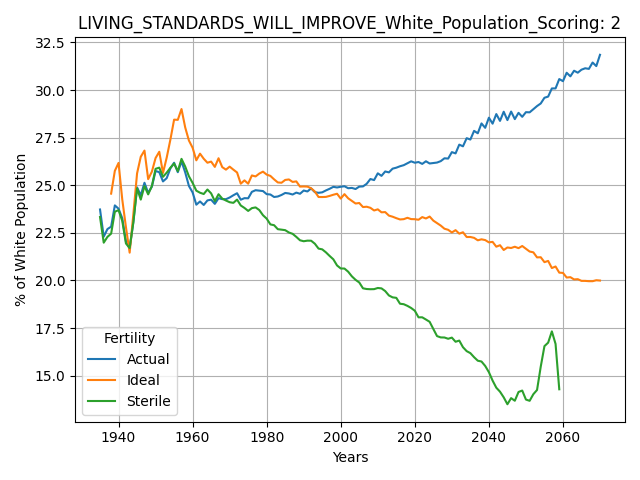 LIVING_STANDARDS_WILL_IMPROVE_White_Population_Scoring: 2
32.5
30.0
27.5
25.0
22.5
20.0
17.5
15.0
% of White Population
Fertility
Actual
Ideal
Sterile
1940 1960 1980 2000 2020 2040 2060
Years